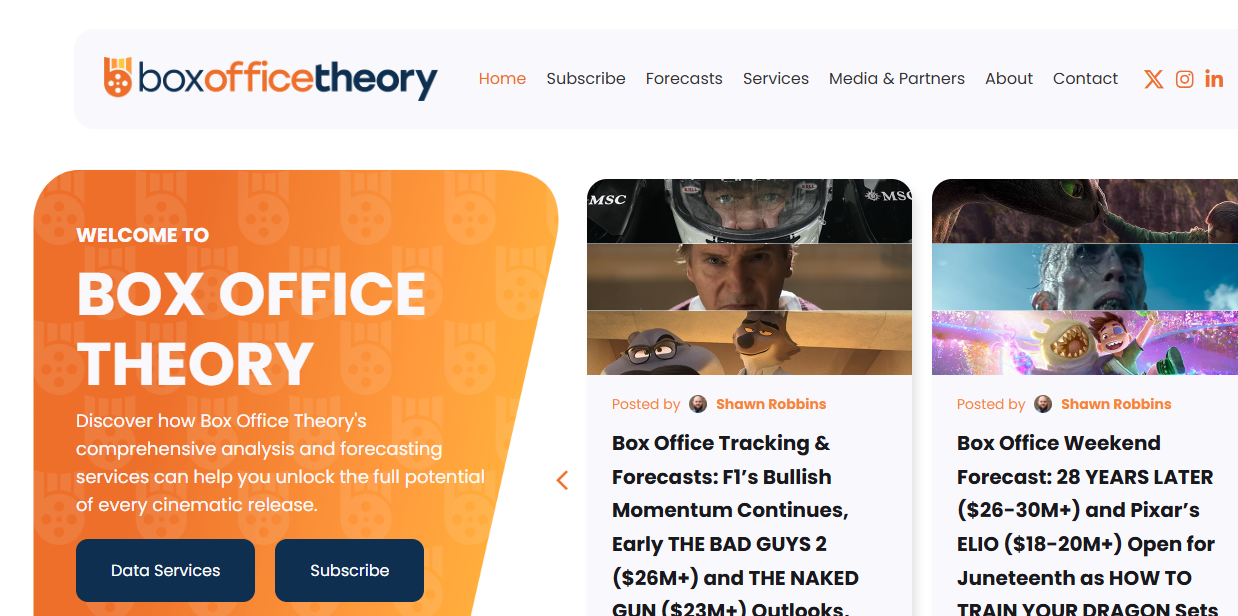 boxofficetheory
Home Subscribe Forecasts Services Media & Partners About Contact
WELCOME TO
BOX OFFICE
THEORY
Discover how Box Office Theory's
comprehensive analysis and forecasting
services can help you unlock the full potential
of every cinematic release.
Data Services Subscribe
MSC
MSC
Posted by Shawn Robbins
Box Office Tracking &
Forecasts: F1’s Bullish
Momentum Continues,
Early THE BAD GUYS 2
($26M+) and THE NAKED
GUN ($23M+) Outlooks,
Posted by Shawn Robbins
Box Office Weekend
Forecast: 28 YEARS LATER
($26-30M+) and Pixar’s
ELIO ($18-20M+) Open for
Juneteenth as HOW TO
TRAIN YOUR DRAGON Sets